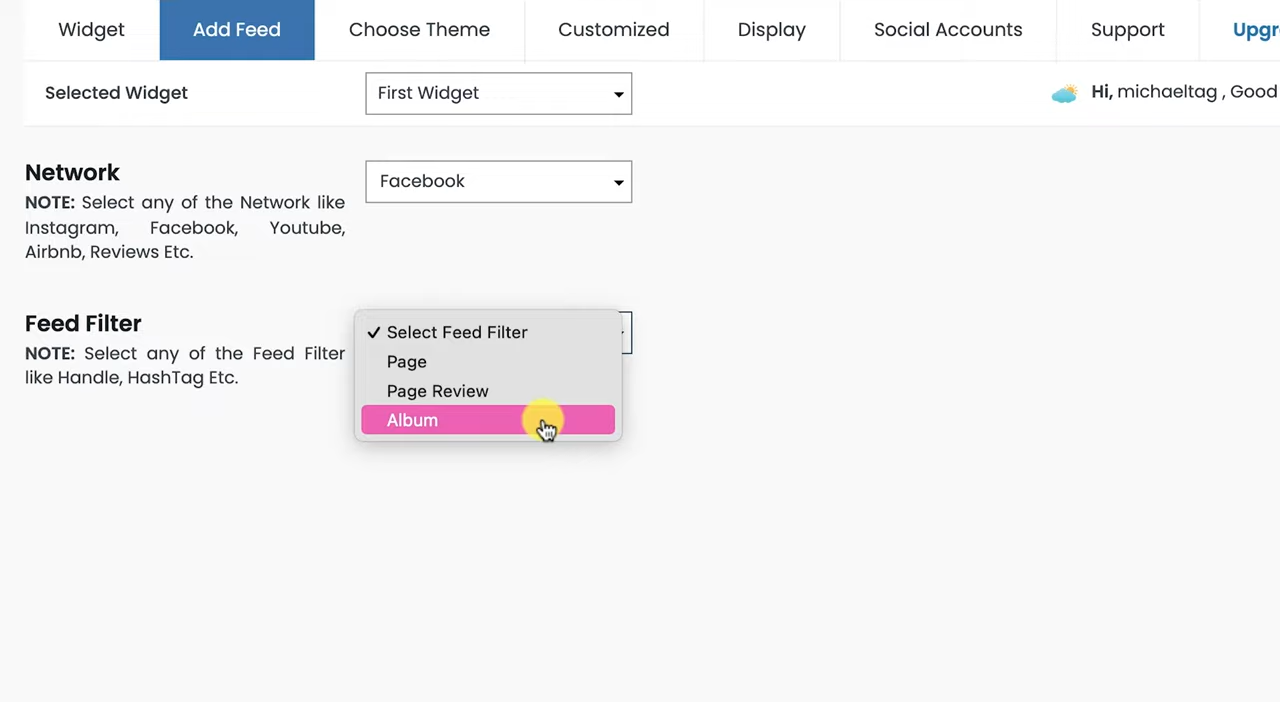 Widget
Add Feed
Choose Theme
Customized
Display
Social Accounts
Support
Upgr
Selected Widget
First Widget
Hi, michaeltag , Good
Network
Facebook
NOTE: Select any of the Network like
Instagram, Facebook, Youtube,
Airbnb, Reviews Etc.
Feed Filter
NOTE: Select any of the Feed Filter
like Handle, HashTag Etc.
✓ Select Feed Filter
Page
Page Review
Album